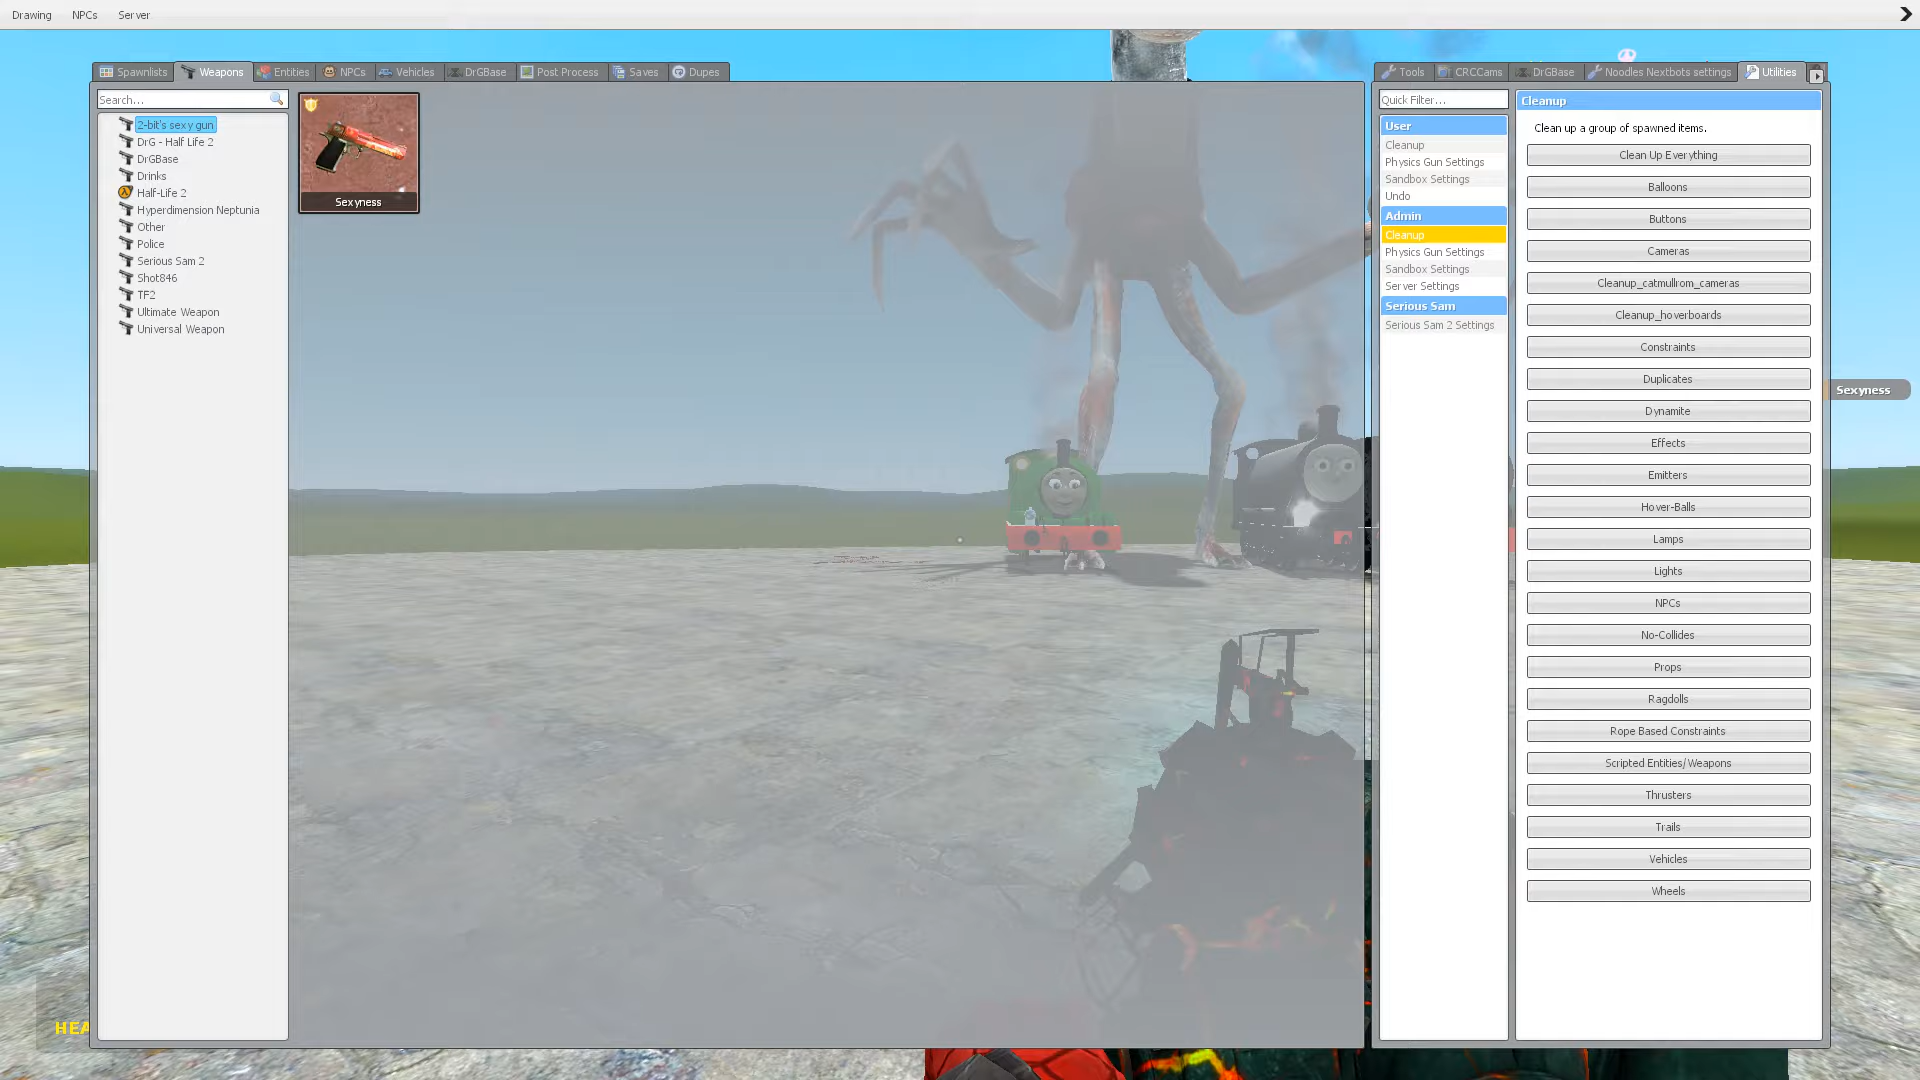 Drawing NPCs Server
Spawnlists Weapons Entities NPCs Vehicles DrGBase Post Process Saves Dupes
Search...
2-bit's sexy gun
DrG - Half Life 2
DrGBase
Drinks
Half-Life 2
Hyperdimension Neptunia
Other
Police
Serious Sam 2
Shot846
TF2
Ultimate Weapon
Universal Weapon
Sexyness
HEA
Tools CRCCams DrGBase Noodles Nextbots settings Utilities
Quick Filter...
User
Cleanup
Physics Gun Settings
Sandbox Settings
Undo
Admin
Cleanup
Physics Gun Settings
Sandbox Settings
Server Settings
Serious Sam
Serious Sam 2 Settings
Cleanup
Clean up a group of spawned items.
Clean Up Everything
Balloons
Buttons
Cameras
Cleanup_catmullrom_cameras
Cleanup_hoverboards
Constraints
Duplicates
Dynamite
Effects
Emitters
Hover-Balls
Lamps
Lights
NPCs
No-Collides
Props
Ragdolls
Rope Based Constraints
Scripted Entities/Weapons
Thrusters
Trails
Vehicles
Wheels
Sexyness